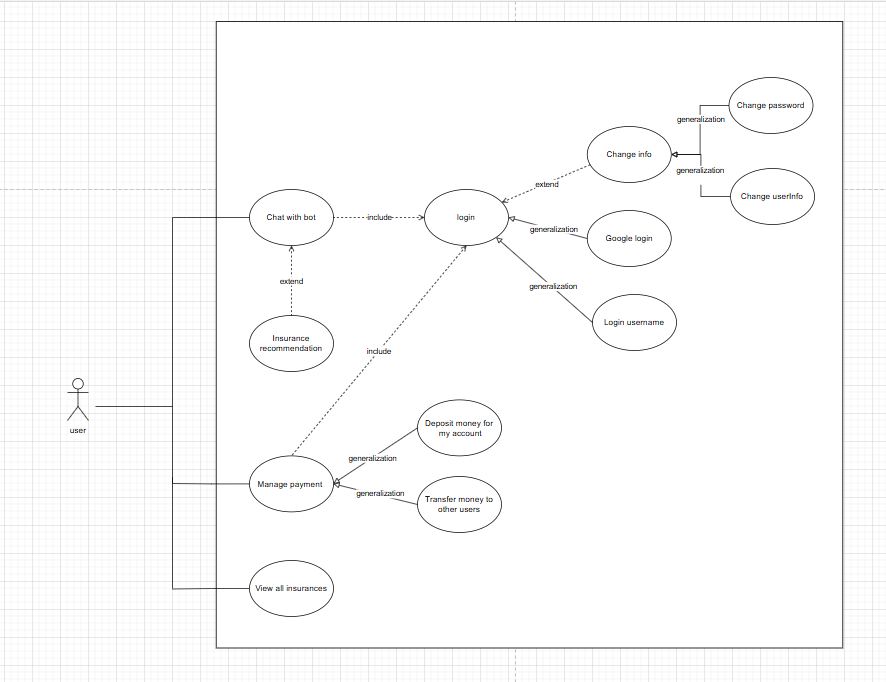 Change password
generalization
Change info
generalization
extend
Change userInfo
Chat with bot
include
login
generalization
Google login
extend
generalization
Login username
Insurance
recommendation
include
user
Deposit money for
my account
generalization
Manage payment
generalization
Transfer money to
other users
View all insurances